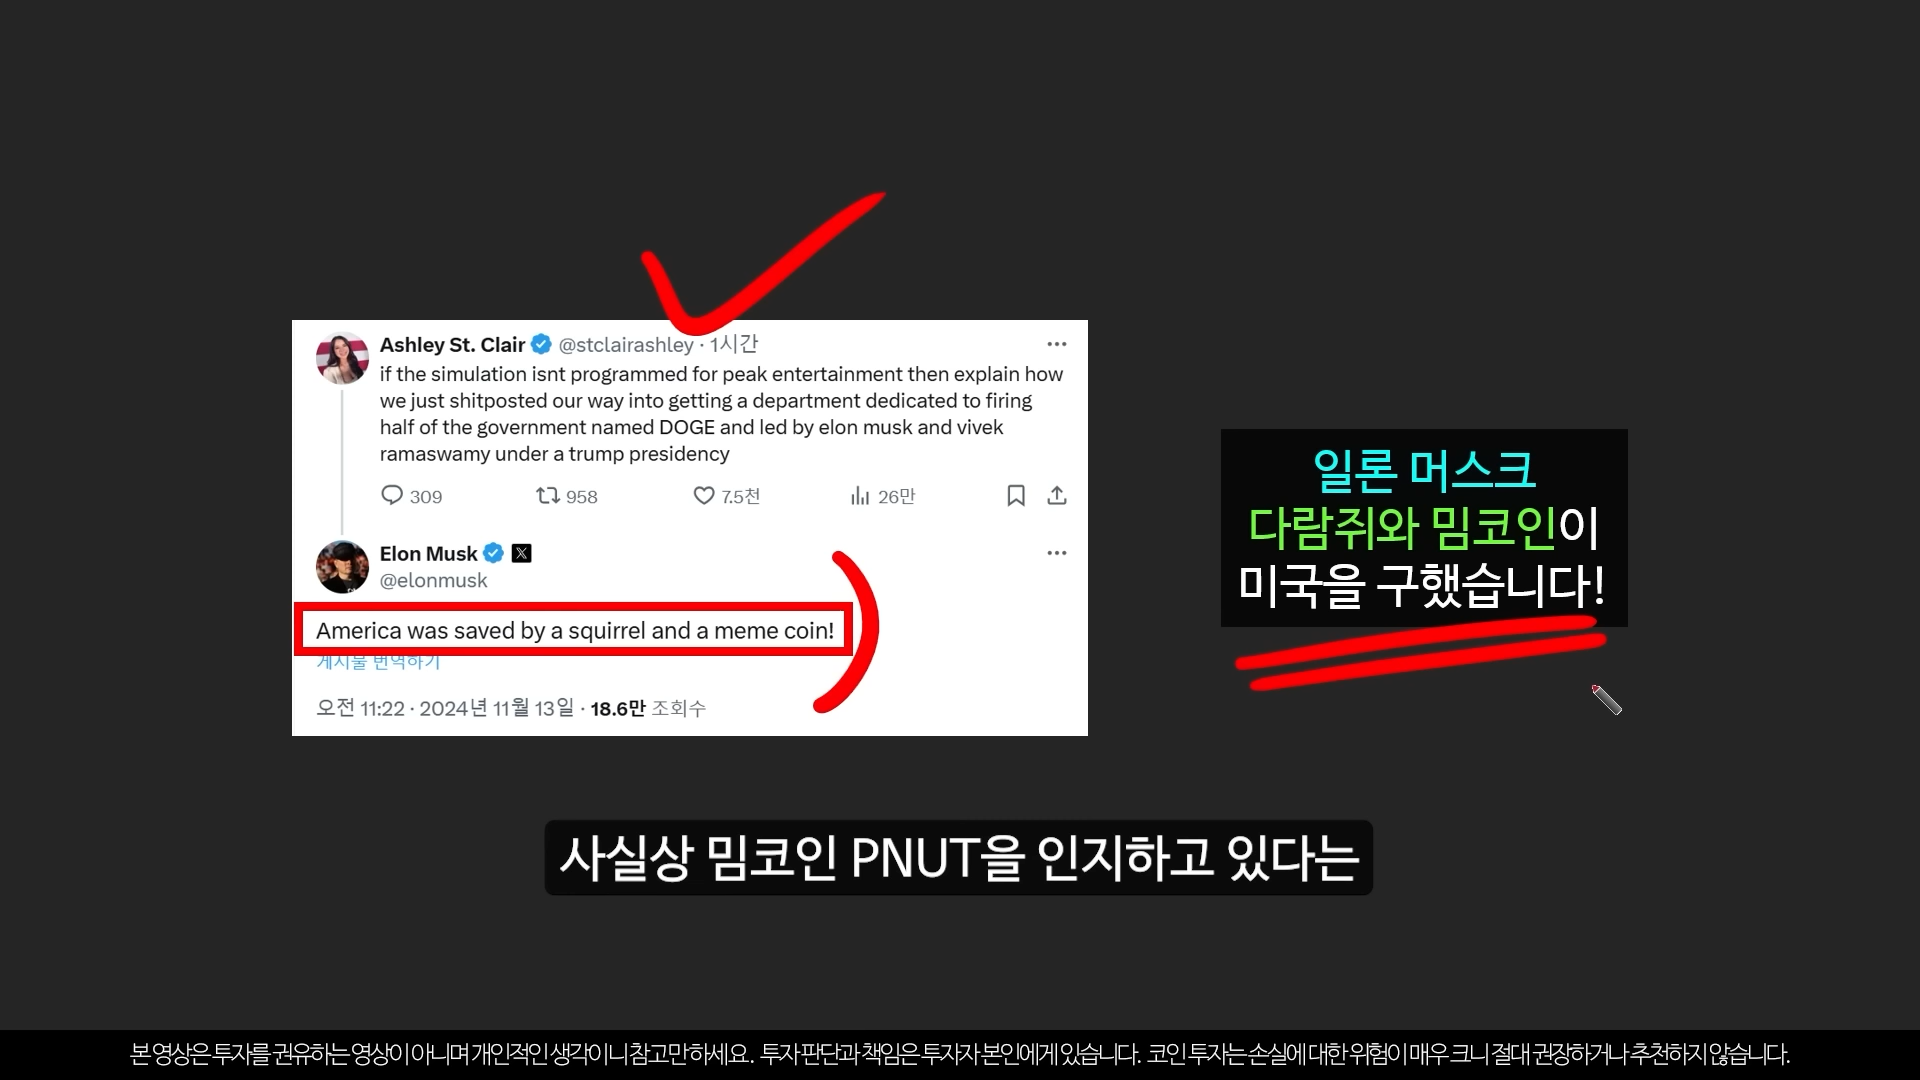 Ashley St. Clair @stclairashley · 1시간
if the simulation isnt programmed for peak entertainment then explain how
we just shitposted our way into getting a department dedicated to firing
half of the government named DOGE and led by elon musk and vivek
ramaswamy under a trump presidency
309 958 7.5천 26만
Elon Musk
@elonmusk
America was saved by a squirrel and a meme coin!
게시물 번역하기
오전 11:22 · 2024년 11월 13일 · 18.6만 조회수
일론 머스크
다람쥐와 밈코인이
미국을 구했습니다!
사실상 밈코인 PNUT을 인지하고 있다는
본 영상은 투자를 권유하는 영상이 아니며 개인적인 생각이니 참고만 하세요. 투자 판단과 책임은 투자자 본인에게 있습니다. 코인 투자는 손실에 대한 위험이 매우 크니 절대 권장하거나 추천하지 않습니다.